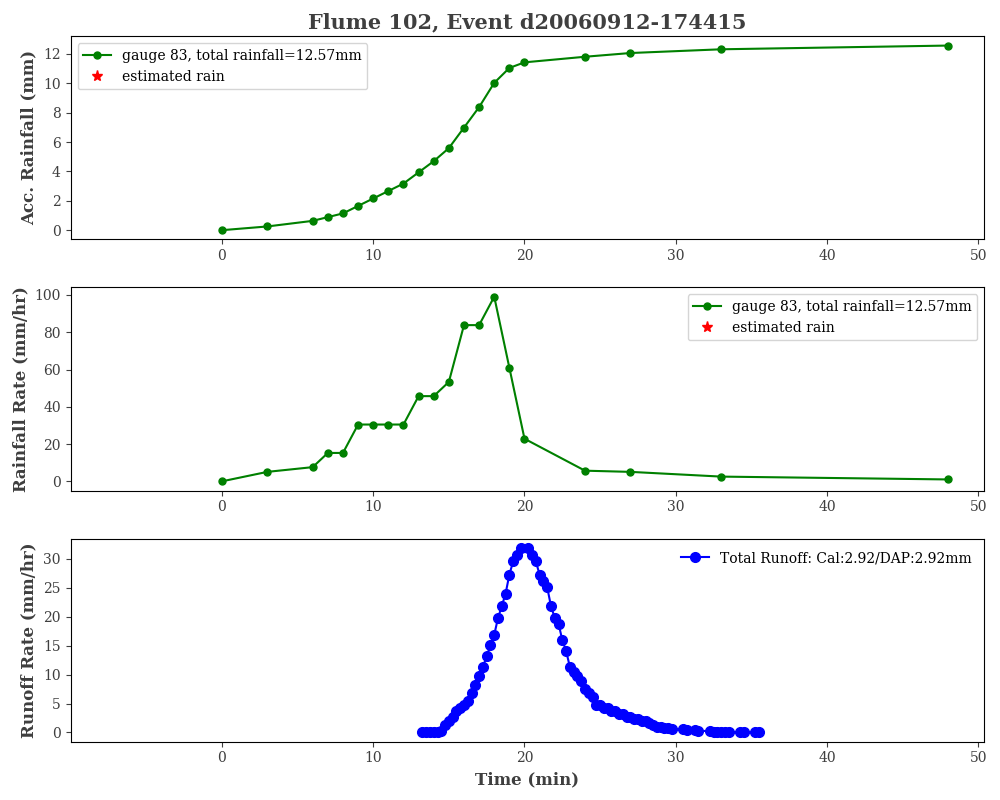 Flume 102, Event d20060912-174415
Acc. Rainfall (mm)
12
10
8
6
4
2
0
gauge 83, total rainfall=12.57mm
estimated rain
0 10 20 30 40 50
Rainfall Rate (mm/hr)
100
80
60
40
20
0
gauge 83, total rainfall=12.57mm
estimated rain
0 10 20 30 40 50
Runoff Rate (mm/hr)
30
25
20
15
10
5
0
Total Runoff: Cal:2.92/DAP:2.92mm
0 10 20 30 40 50
Time (min)